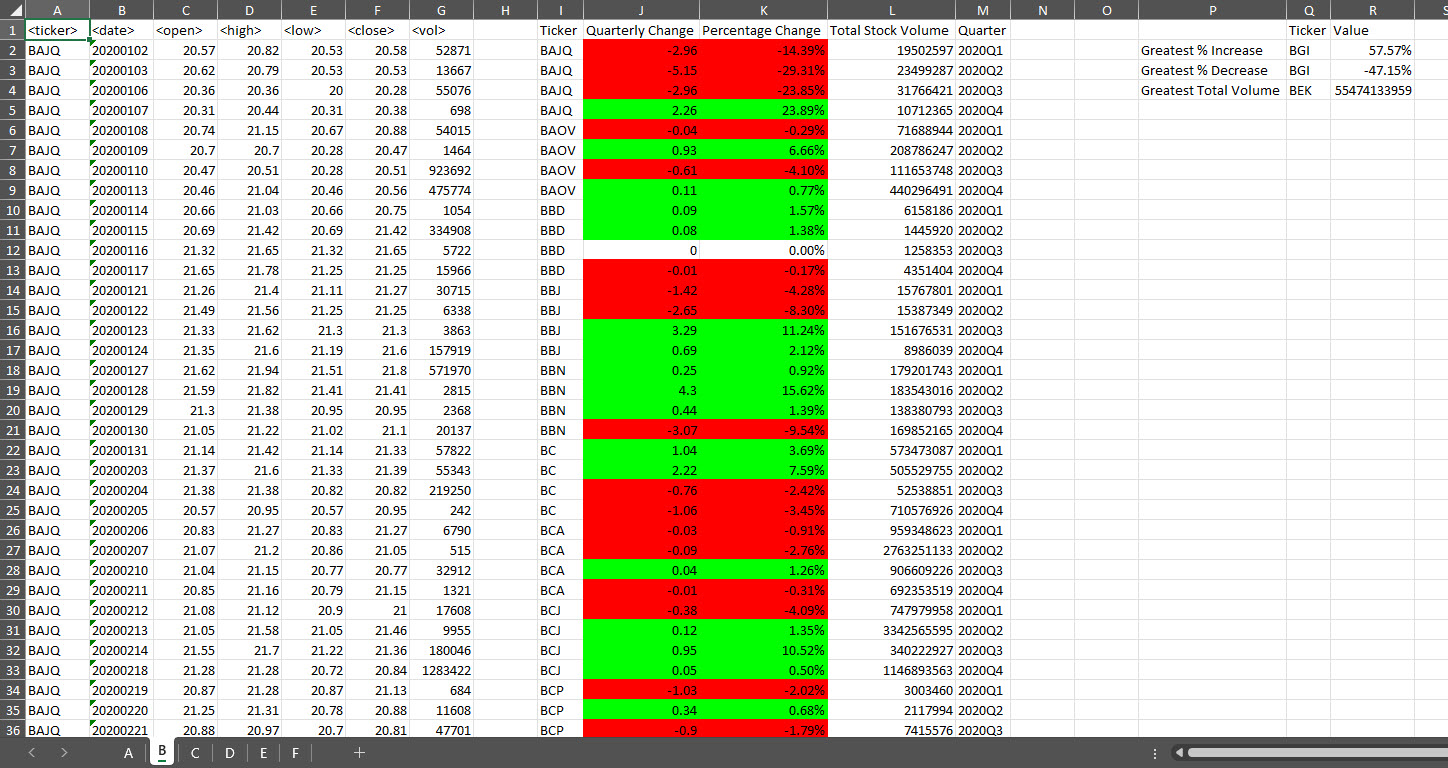 A B C D E F G H I J K L M N O P Q R S
1 <ticker> <date> <open> <high> <low> <close> <vol> Ticker Quarterly Change Percentage Change Total Stock Volume Quarter Ticker Value
2 BAJQ 20200102 20.57 20.82 20.53 20.58 52871 BAJQ -2.96 -14.39% 19502597 2020Q1 Greatest % Increase BGI 57.57%
3 BAJQ 20200103 20.62 20.79 20.53 20.53 13667 BAJQ -5.15 -29.31% 23499287 2020Q2 Greatest % Decrease BGI -47.15%
4 BAJQ 20200106 20.36 20.36 20 20.28 55076 BAJQ -2.96 -23.85% 31766421 2020Q3 Greatest Total Volume BEK 55474133959
5 BAJQ 20200107 20.31 20.44 20.31 20.38 698 BAJQ 2.26 23.89% 10712365 2020Q4
6 BAJQ 20200108 20.74 21.15 20.67 20.88 54015 BAOV -0.04 -0.29% 71688944 2020Q1
7 BAJQ 20200109 20.7 20.7 20.28 20.47 1464 BAOV 0.93 6.66% 208786247 2020Q2
8 BAJQ 20200110 20.47 20.51 20.28 20.51 923692 BAOV -0.61 -4.10% 111653748 2020Q3
9 BAJQ 20200113 20.46 21.04 20.46 20.56 475774 BAOV 0.11 0.77% 440296491 2020Q4
10 BAJQ 20200114 20.66 21.03 20.66 20.75 1054 BBD 0.09 1.57% 6158186 2020Q1
11 BAJQ 20200115 20.69 21.42 20.69 21.42 334908 BBD 0.08 1.38% 1445920 2020Q2
12 BAJQ 20200116 21.32 21.65 21.32 21.65 5722 BBD 0 0.00% 1258353 2020Q3
13 BAJQ 20200117 21.65 21.78 21.25 21.25 15966 BBD -0.01 -0.17% 4351404 2020Q4
14 BAJQ 20200121 21.26 21.4 21.11 21.27 30715 BBJ -1.42 -4.28% 15767801 2020Q1
15 BAJQ 20200122 21.49 21.56 21.25 21.25 6338 BBJ -2.65 -8.30% 15387349 2020Q2
16 BAJQ 20200123 21.33 21.62 21.3 21.3 3863 BBJ 3.29 11.24% 151676531 2020Q3
17 BAJQ 20200124 21.35 21.6 21.19 21.6 157919 BBJ 0.69 2.12% 8986039 2020Q4
18 BAJQ 20200127 21.62 21.94 21.51 21.8 571970 BBN 0.25 0.92% 179201743 2020Q1
19 BAJQ 20200128 21.59 21.82 21.41 21.41 2815 BBN 4.3 15.62% 183543016 2020Q2
20 BAJQ 20200129 21.3 21.38 20.95 20.95 2368 BBN 0.44 1.39% 138380793 2020Q3
21 BAJQ 20200130 21.05 21.22 21.02 21.1 20137 BBN -3.07 -9.54% 169852165 2020Q4
22 BAJQ 20200131 21.14 21.42 21.14 21.33 57822 BC 1.04 3.69% 573473087 2020Q1
23 BAJQ 20200203 21.37 21.6 21.33 21.39 55343 BC 2.22 7.59% 505529755 2020Q2
24 BAJQ 20200204 21.38 21.38 20.82 20.82 219250 BC -0.76 -2.42% 52538851 2020Q3
25 BAJQ 20200205 20.57 20.95 20.57 20.95 242 BC -1.06 -3.45% 710576926 2020Q4
26 BAJQ 20200206 20.83 21.27 20.83 21.27 6790 BCA -0.03 -0.91% 959348623 2020Q1
27 BAJQ 20200207 21.07 21.2 20.86 21.05 515 BCA -0.09 -2.76% 2763251133 2020Q2
28 BAJQ 20200210 21.04 21.15 20.77 20.77 32912 BCA 0.04 1.26% 906609226 2020Q3
29 BAJQ 20200211 20.85 21.16 20.79 21.15 1321 BCA -0.01 -0.31% 692353519 2020Q4
30 BAJQ 20200212 21.08 21.12 20.9 21 17608 BCJ -0.38 -4.09% 747979958 2020Q1
31 BAJQ 20200213 21.05 21.58 21.05 21.46 9955 BCJ 0.12 1.35% 3342565595 2020Q2
32 BAJQ 20200214 21.55 21.7 21.22 21.36 180046 BCJ 0.95 10.52% 340222927 2020Q3
33 BAJQ 20200218 21.28 21.28 20.72 20.84 1283422 BCJ 0.05 0.50% 1146893563 2020Q4
34 BAJQ 20200219 20.87 21.28 20.87 21.13 684 BCP -1.03 -2.02% 3003460 2020Q1
35 BAJQ 20200220 21.25 21.31 20.78 20.88 11608 BCP 0.34 0.68% 2117994 2020Q2
36 BAJQ 20200221 20.88 20.97 20.7 20.81 47701 BCP -0.9 -1.79% 7415576 2020Q3
A B C D E F